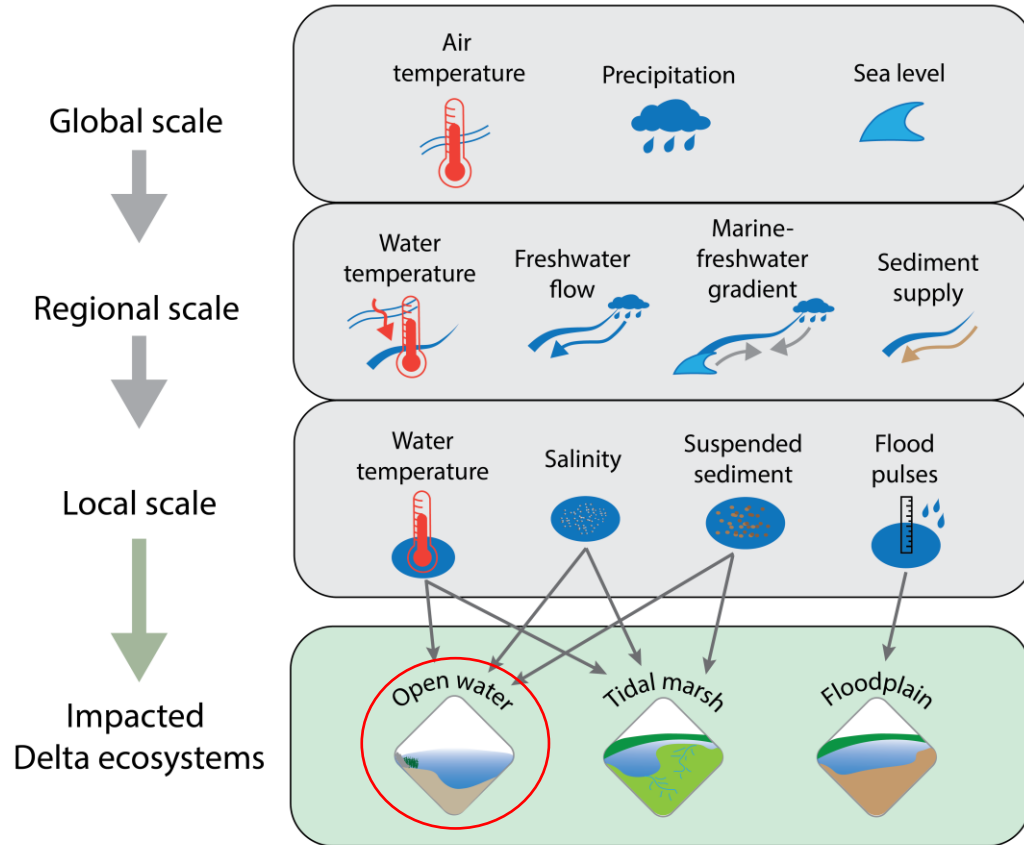 Global scale
Air
temperature
Precipitation
Sea level
Regional scale
Water
temperature
Freshwater
flow
Marine-
freshwater
gradient
Sediment
supply
Local scale
Water
temperature
Salinity
Suspended
sediment
Flood
pulses
Impacted
Delta ecosystems
Open water
Tidal marsh
Floodplain